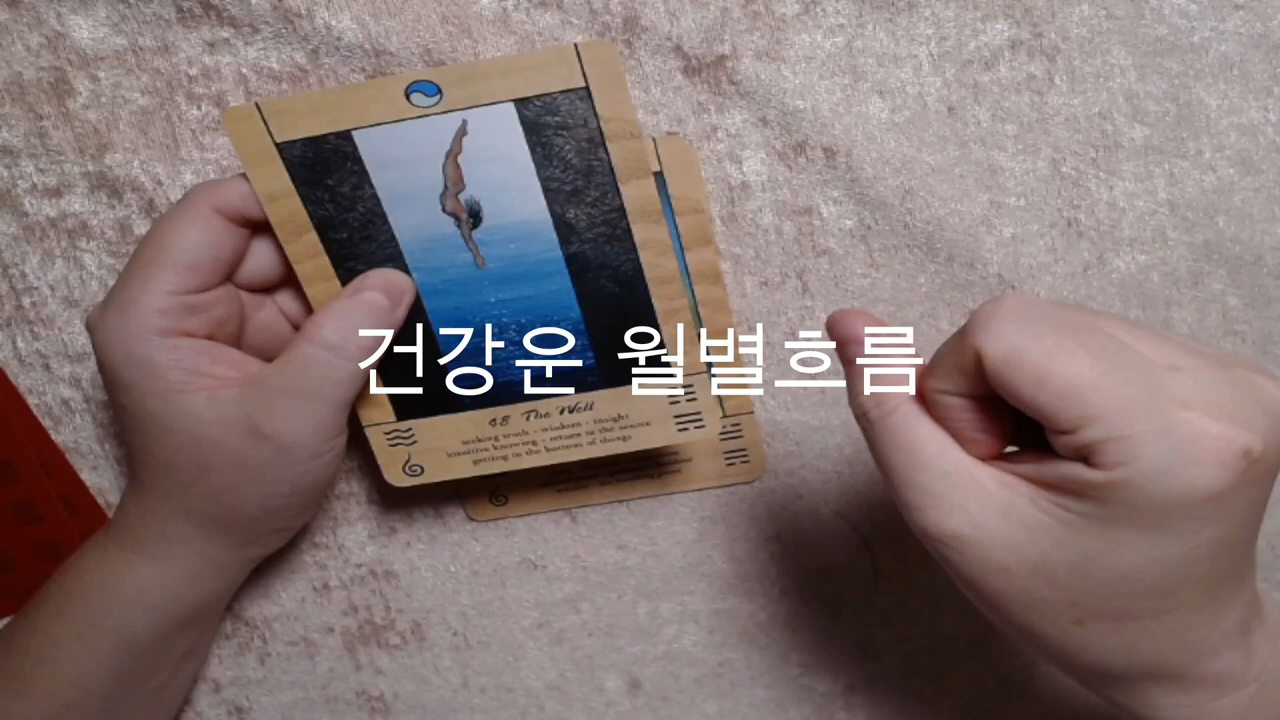 건강운 월별흐름
48 The Well
seeking truth - wisdom - insight
intuitive knowing - return to the source
getting to the bottom of things